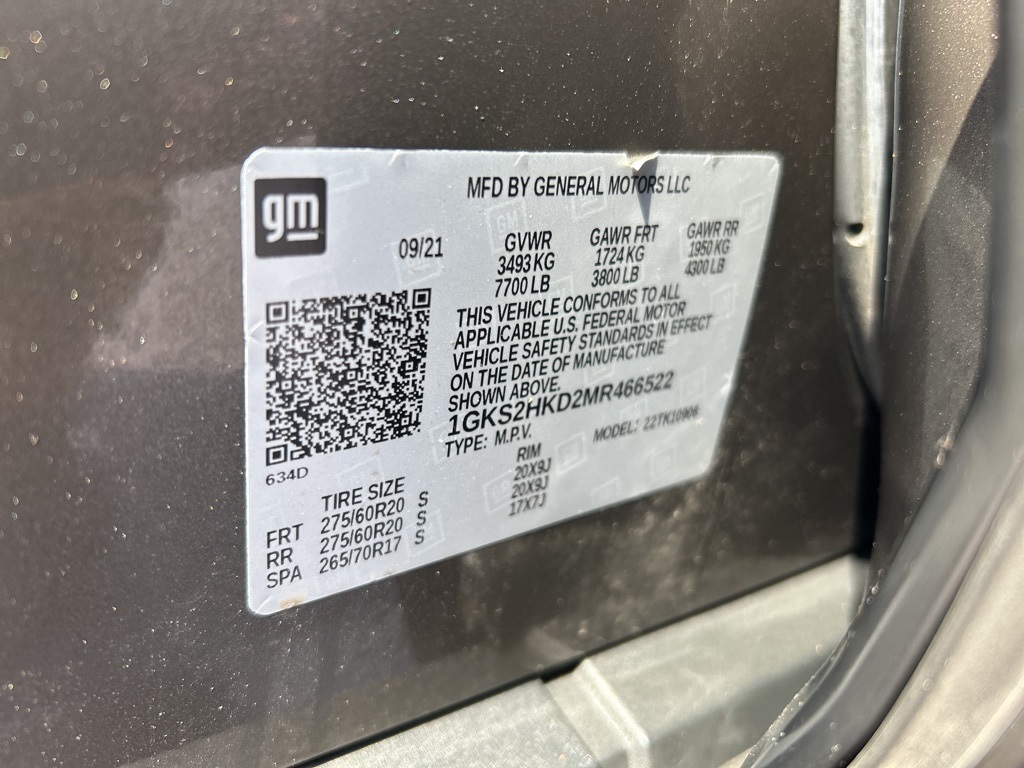 gm
MFD BY GENERAL MOTORS LLC
09/21
GVWR GAWR FRT GAWR RR
3493 KG 1724 KG 1950 KG
7700 LB 3800 LB 4300 LB
THIS VEHICLE CONFORMS TO ALL
APPLICABLE U.S. FEDERAL MOTOR
VEHICLE SAFETY STANDARDS IN EFFECT
ON THE DATE OF MANUFACTURE
SHOWN ABOVE.
1GKS2HKD2MR466522
TYPE: M.P.V. MODEL: 22TK10906
634D
TIRE SIZE RIM
FRT 275/60R20 S 20X9J
RR 275/60R20 S 20X9J
SPA 265/70R17 S 17X7J